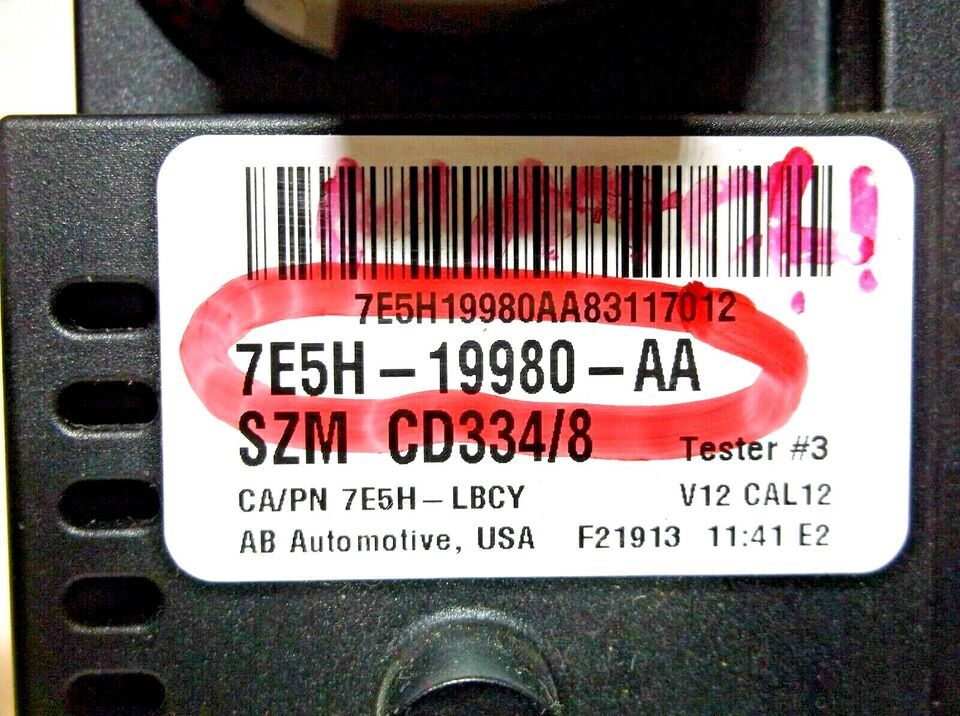 7E5H19980AA83117012
7E5H-19980-AA
SZM CD334/8 Tester #3
CA/PN 7E5H-LBCY V12 CAL12
AB Automotive, USA F21913 11:41 E2